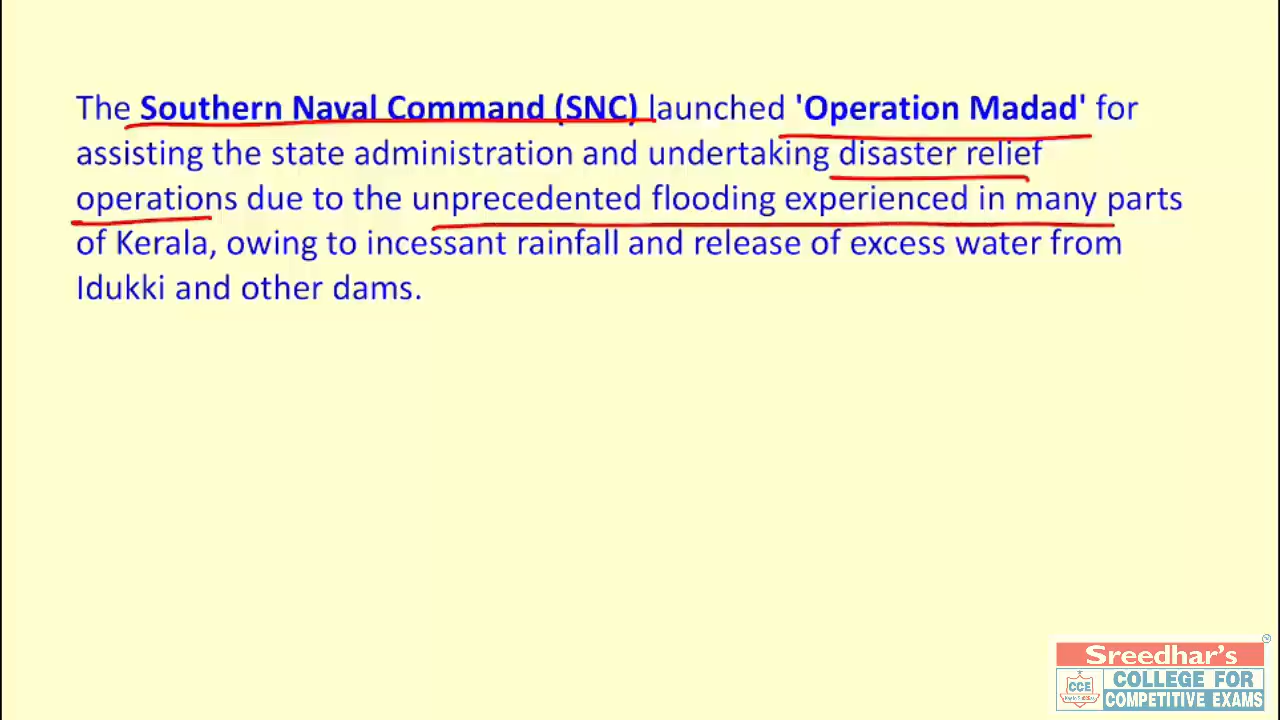 The Southern Naval Command (SNC) launched 'Operation Madad' for
assisting the state administration and undertaking disaster relief
operations due to the unprecedented flooding experienced in many parts
of Kerala, owing to incessant rainfall and release of excess water from
Idukki and other dams.
Sreedhar's
CCE
COLLEGE FOR
COMPETITIVE EXAMS